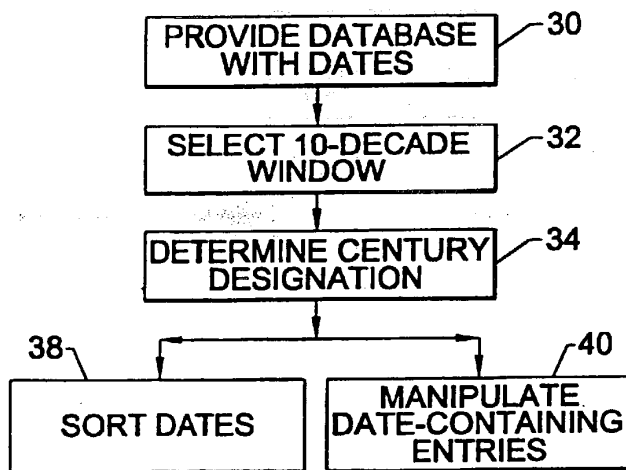 PROVIDE DATABASE
WITH DATES
30
SELECT 10-DECADE
WINDOW
32
DETERMINE CENTURY
DESIGNATION
34
38
SORT DATES
40
MANIPULATE
DATE-CONTAINING
ENTRIES